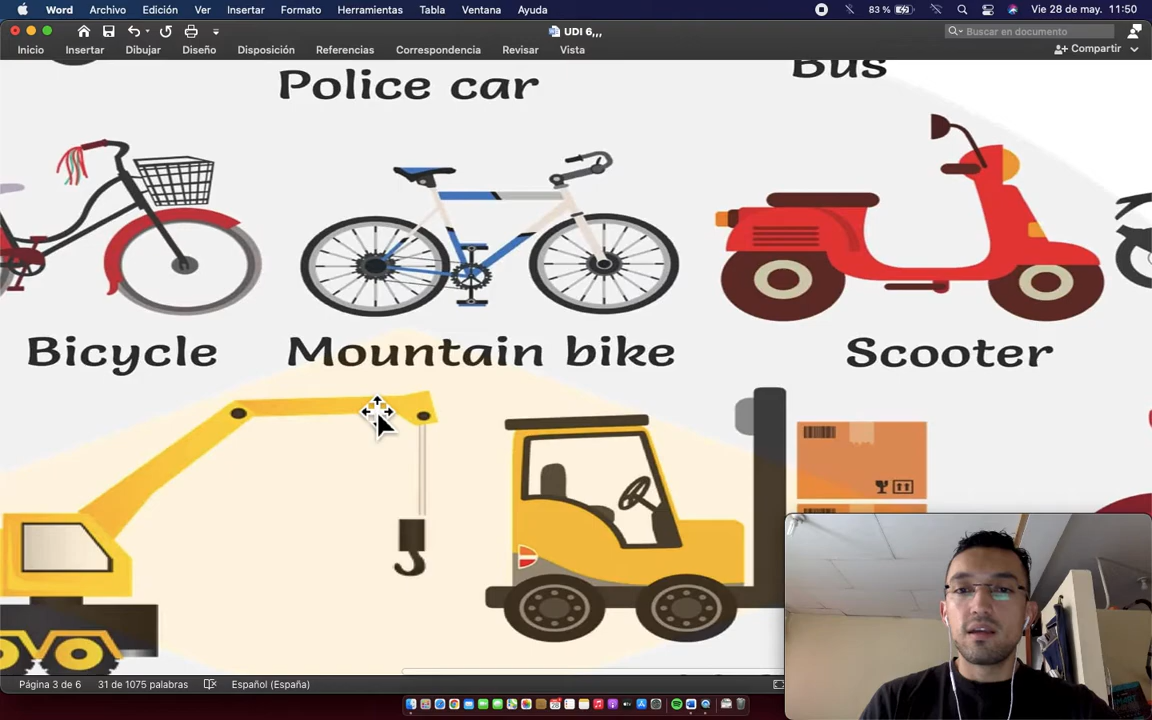 Word Archivo Edición Ver Insertar Formato Herramientas Tabla Ventana Ayuda 83 % Vie 28 de may. 11:50
UDI 6,,, Buscar en documento
Inicio Insertar Dibujar Diseño Disposición Referencias Correspondencia Revisar Vista Compartir
Police car Bus
Bicycle Mountain bike Scooter
Página 3 de 6 31 de 1075 palabras Español (España)